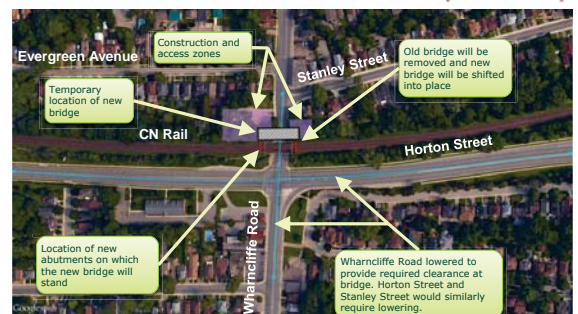 Construction and
access zones
Evergreen Avenue
Stanley Street
Old bridge will be
removed and new
bridge will be shifted
into place
Temporary
location of new
bridge
CN Rail
Horton Street
Wharncliffe Road
Location of new
abutments on which
the new bridge will
stand
Wharncliffe Road lowered to
provide required clearance at
bridge. Horton Street and
Stanley Street would similarly
require lowering.